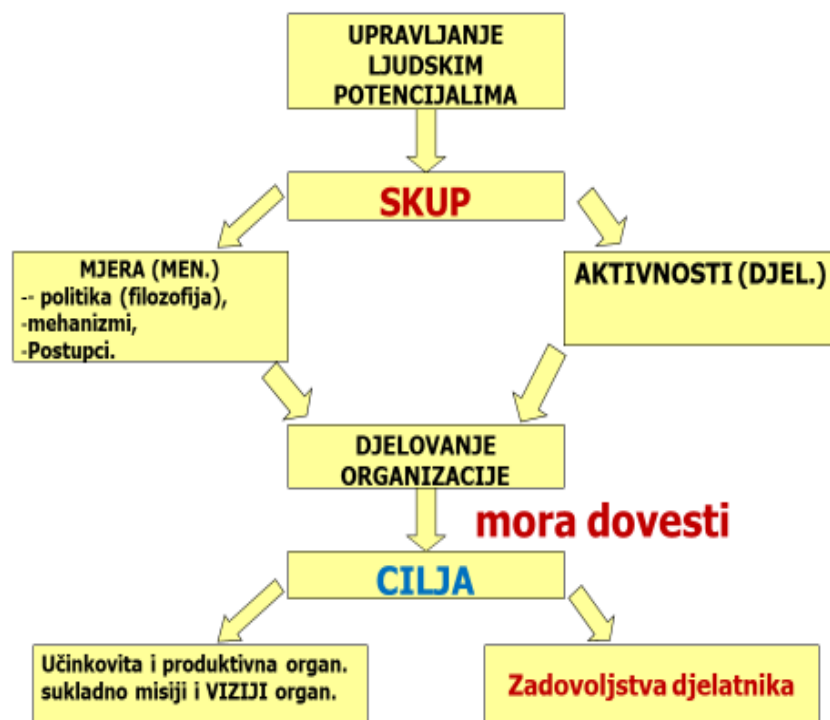 UPRAVLJANJE
LJUDSKIM
POTENCIJALIMA
SKUP
MJERA (MEN.)
-- politika (filozofija),
-mehanizmi,
-Postupci.
AKTIVNOSTI (DJEL.)
DJELOVANJE
ORGANIZACIJE
mora dovesti
CILJA
Učinkovita i produktivna organ.
sukladno misiji i VIZIJI organ.
Zadovoljstva djelatnika